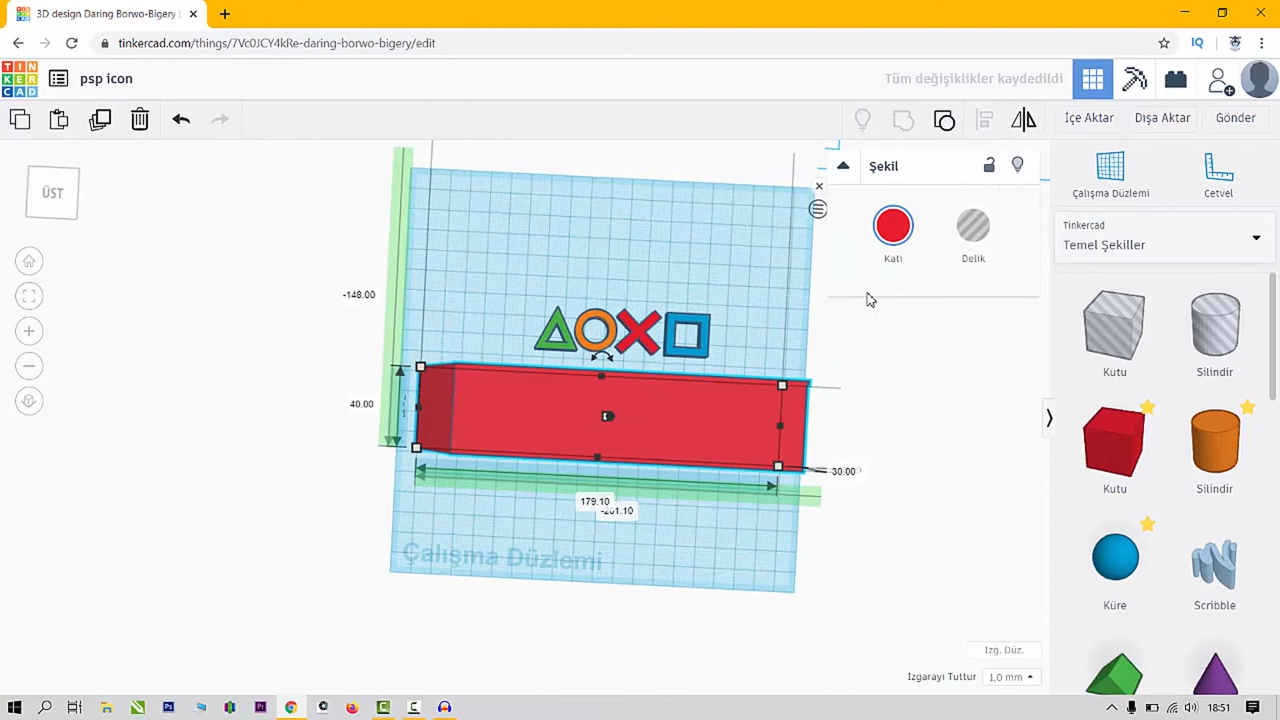 3D design Daring Borwo-Bigery |
tinkercad.com/things/7Vc0JCY4kRe-daring-borwo-bigery/edit
IQ
TIN
KER
CAD
psp icon
Tüm değişiklikler kaydedildi
İçe Aktar
Dışa Aktar
Gönder
ÜST
Şekil
Katı
Delik
Çalışma Düzlemi
Cetvel
Tinkercad
Temel Şekiller
-148.00
40.00
30.00
179.10
-201.10
Çalışma Düzlemi
Kutu
Silindir
Kutu
Silindir
Küre
Scribble
Izg. Düz.
Izgarayı Tuttur
1,0 mm
Ps
Pr
18:51